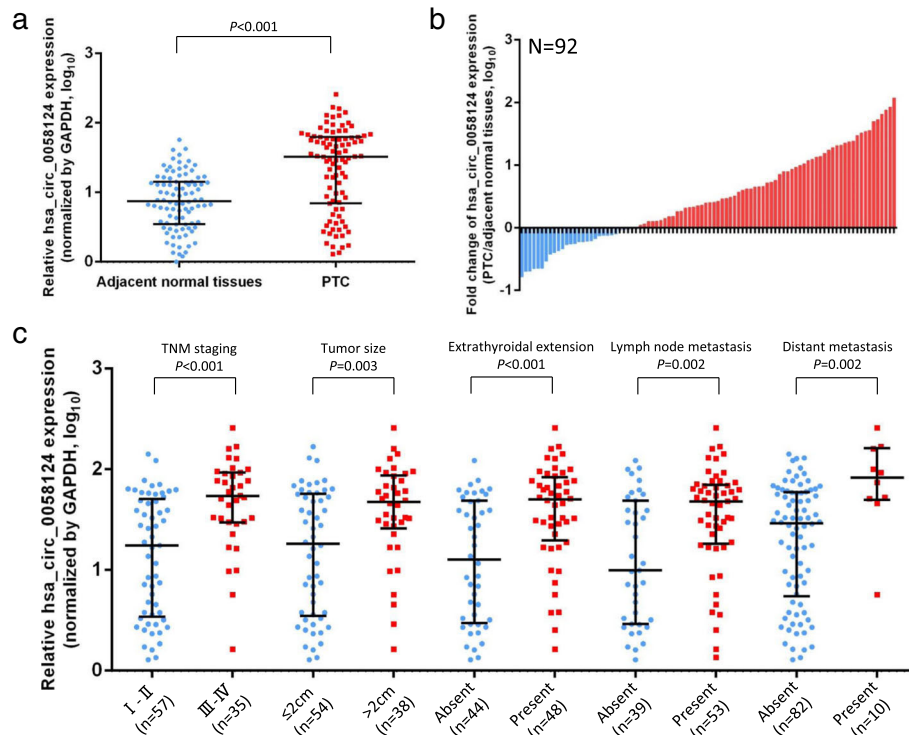 a
P<0.001
Relative hsa_circ_0058124 expression
(normalized by GAPDH, log10)
3
2
1
0
Adjacent normal tissues
PTC
b
N=92
Fold change of hsa_circ_0058124
(PTC/adjacent normal tissues, log10)
3
2
1
0
-1
c
TNM staging
P<0.001
Tumor size
P=0.003
Extrathyroidal extension
P<0.001
Lymph node metastasis
P=0.002
Distant metastasis
P=0.002
Relative hsa_circ_0058124 expression
(normalized by GAPDH, log10)
3
2
1
0
I - II
(n=57)
III-IV
(n=35)
≤2cm
(n=54)
>2cm
(n=38)
Absent
(n=44)
Present
(n=48)
Absent
(n=39)
Present
(n=53)
Absent
(n=82)
Present
(n=10)